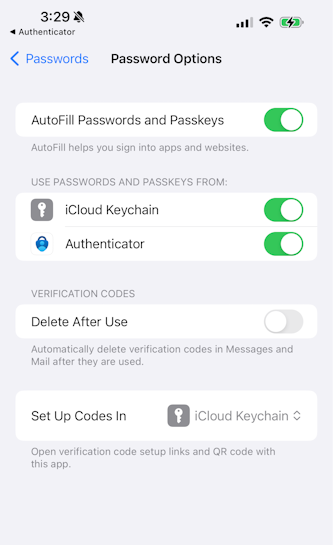 3:29
Authenticator
Passwords
Password Options
AutoFill Passwords and Passkeys
AutoFill helps you sign into apps and websites.
USE PASSWORDS AND PASSKEYS FROM:
iCloud Keychain
Authenticator
VERIFICATION CODES
Delete After Use
Automatically delete verification codes in Messages and
Mail after they are used.
Set Up Codes In
iCloud Keychain
Open verification code setup links and QR code with
this app.